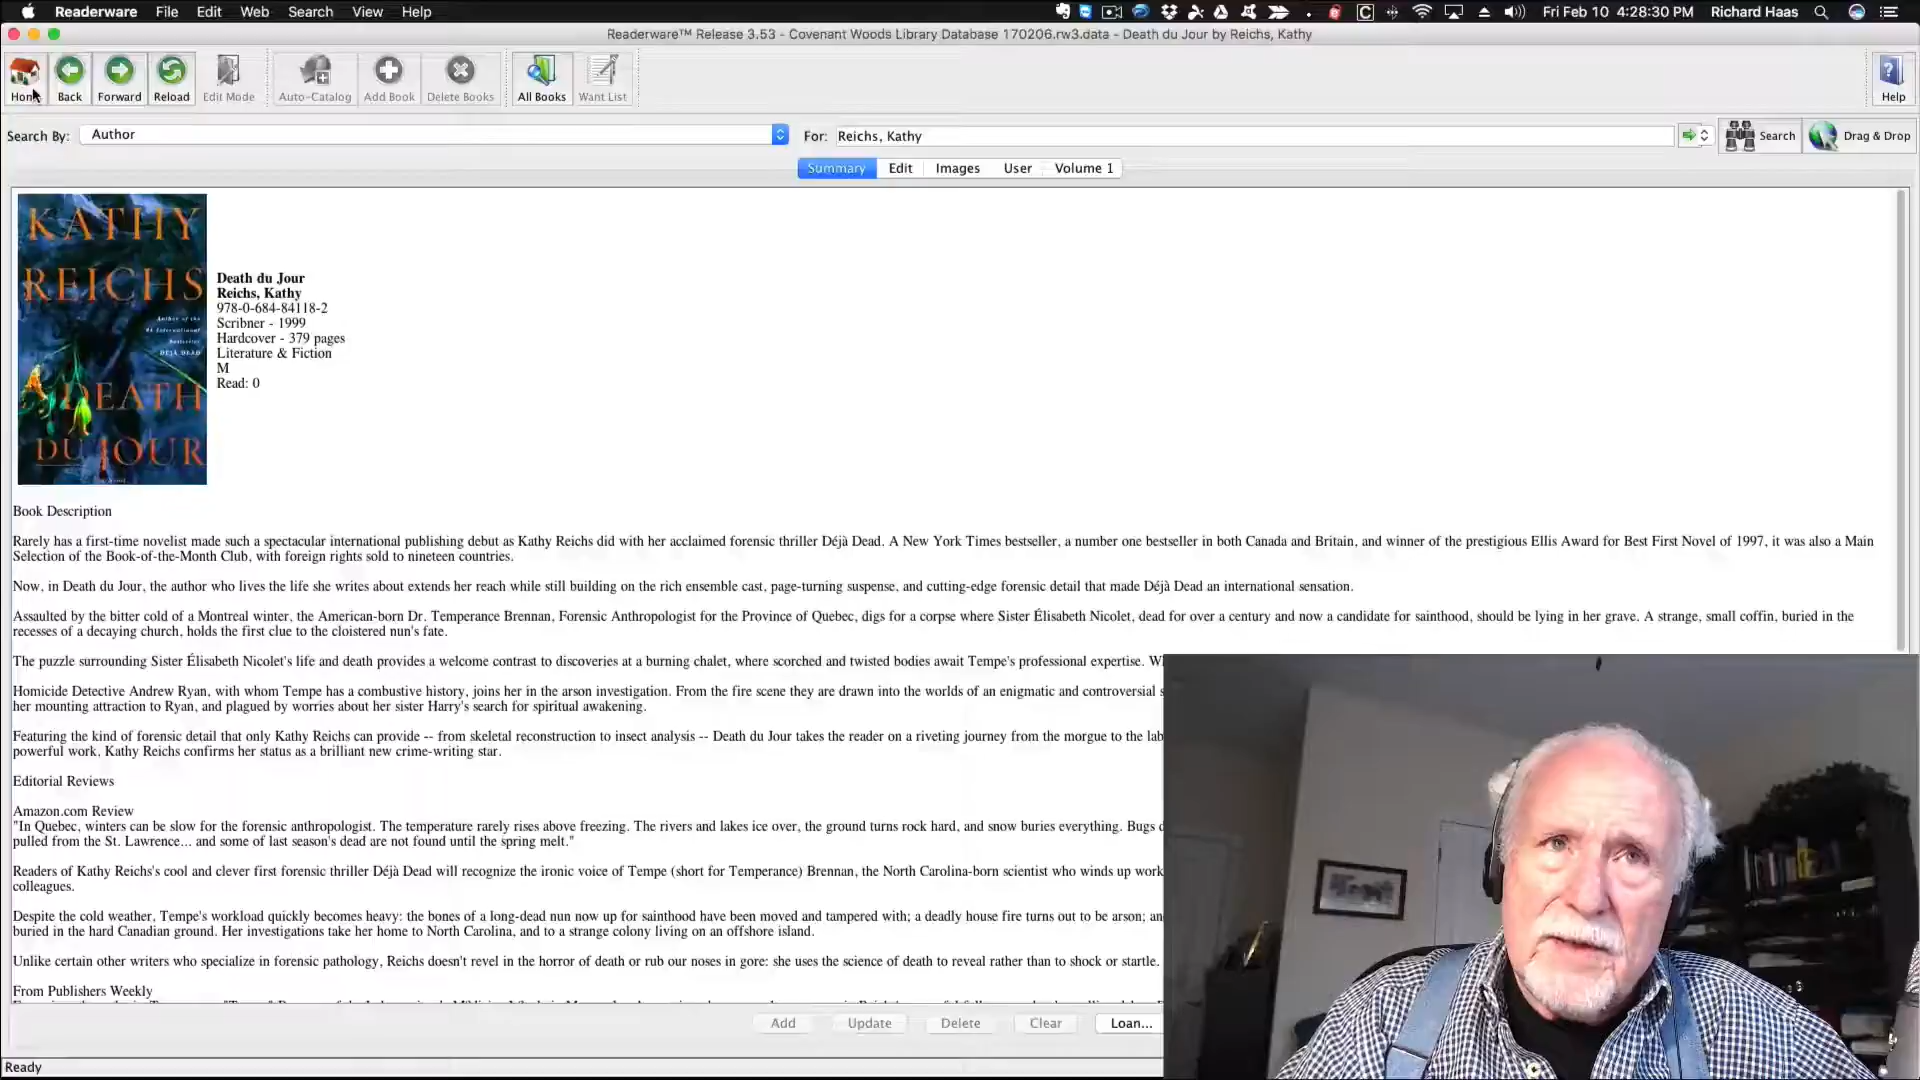 Readerware File Edit Web Search View Help Fri Feb 10 4:28:30 PM Richard Haas
Readerware™ Release 3.53 - Covenant Woods Library Database 170206.rw3.data - Death du Jour by Reichs, Kathy
Home Back Forward Reload Edit Mode Auto-Catalog Add Book Delete Books All Books Want List Help
Search By: Author For: Reichs, Kathy Search Drag & Drop
Summary Edit Images User Volume 1
KATHY
REICHS
Author of the
#1 International
Bestseller
DÉJÀ DEAD
DEATH
DU JOUR
Death du Jour
Reichs, Kathy
978-0-684-84118-2
Scribner - 1999
Hardcover - 379 pages
Literature & Fiction
M
Read: 0
Book Description
Rarely has a first-time novelist made such a spectacular international publishing debut as Kathy Reichs did with her acclaimed forensic thriller Déjà Dead. A New York Times bestseller, a number one bestseller in both Canada and Britain, and winner of the prestigious Ellis Award for Best First Novel of 1997, it was also a Main
Selection of the Book-of-the-Month Club, with foreign rights sold to nineteen countries.
Now, in Death du Jour, the author who lives the life she writes about extends her reach while still building on the rich ensemble cast, page-turning suspense, and cutting-edge forensic detail that made Déjà Dead an international sensation.
Assaulted by the bitter cold of a Montreal winter, the American-born Dr. Temperance Brennan, Forensic Anthropologist for the Province of Quebec, digs for a corpse where Sister Élisabeth Nicolet, dead for over a century and now a candidate for sainthood, should be lying in her grave. A strange, small coffin, buried in the
recesses of a decaying church, holds the first clue to the cloistered nun's fate.
The puzzle surrounding Sister Élisabeth Nicolet's life and death provides a welcome contrast to discoveries at a burning chalet, where scorched and twisted bodies await Tempe's professional expertise.
Homicide Detective Andrew Ryan, with whom Tempe has a combustive history, joins her in the arson investigation. From the fire scene they are drawn into the worlds of an enigmatic and controversial
her mounting attraction to Ryan, and plagued by worries about her sister Harry's search for spiritual awakening.
Featuring the kind of forensic detail that only Kathy Reichs can provide -- from skeletal reconstruction to insect analysis -- Death du Jour takes the reader on a riveting journey from the morgue to the lab
powerful work, Kathy Reichs confirms her status as a brilliant new crime-writing star.
Editorial Reviews
Amazon.com Review
"In Quebec, winters can be slow for the forensic anthropologist. The temperature rarely rises above freezing. The rivers and lakes ice over, the ground turns rock hard, and snow buries everything. Bugs
pulled from the St. Lawrence... and some of last season's dead are not found until the spring melt."
Readers of Kathy Reichs's cool and clever first forensic thriller Déjà Dead will recognize the ironic voice of Tempe (short for Temperance) Brennan, the North Carolina-born scientist who winds up work
colleagues.
Despite the cold weather, Tempe's workload quickly becomes heavy: the bones of a long-dead nun now up for sainthood have been moved and tampered with; a deadly house fire turns out to be arson;
buried in the hard Canadian ground. Her investigations take her home to North Carolina, and to a strange colony living on an offshore island.
Unlike certain other writers who specialize in forensic pathology, Reichs doesn't revel in the horror of death or rub our noses in gore: she uses the science of death to reveal rather than to shock or startle.
From Publishers Weekly
Add Update Delete Clear Loan...
Ready